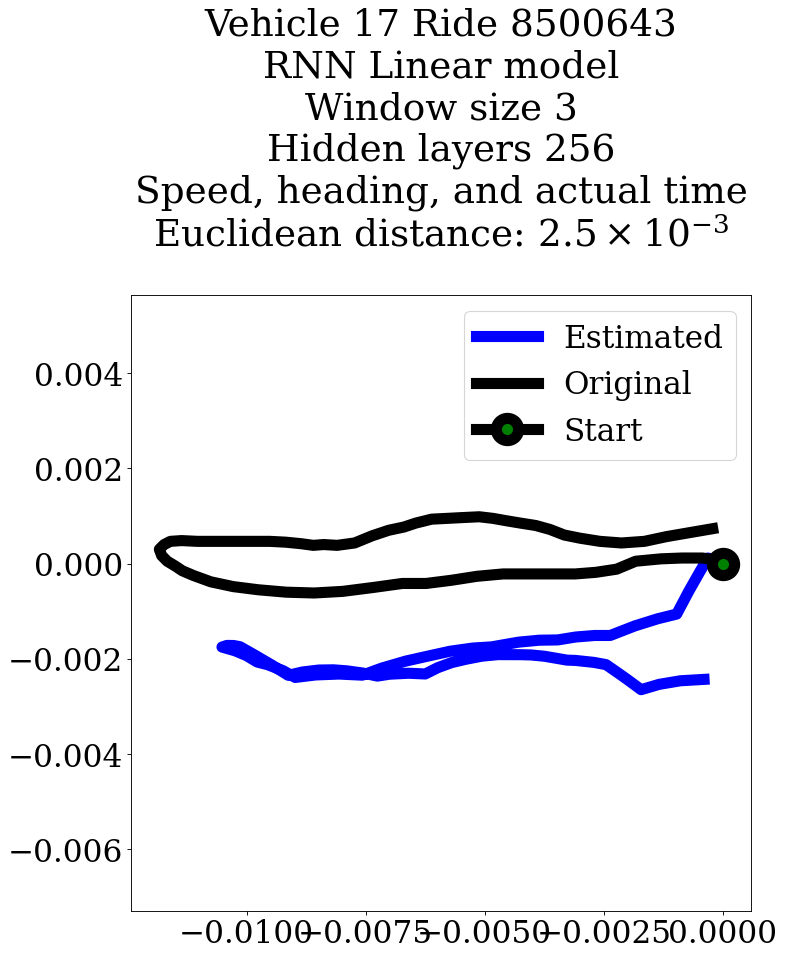 Vehicle 17 Ride 8500643
RNN Linear model
Window size 3
Hidden layers 256
Speed, heading, and actual time
Euclidean distance: 2.5 × 10⁻³
Estimated
Original
Start
0.004
0.002
0.000
−0.002
−0.004
−0.006
−0.0100 −0.0075 −0.0050 −0.0025 0.0000